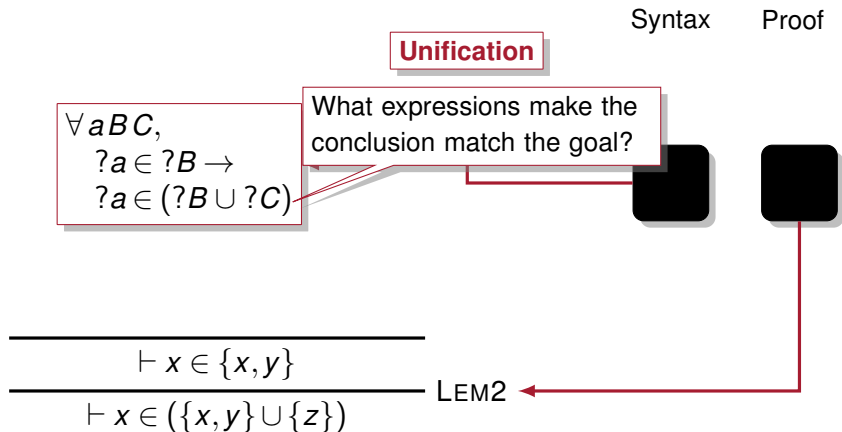 Syntax Proof
Unification
What expressions make the
conclusion match the goal?
∀ a B C,
?a ∈ ?B →
?a ∈ (?B ∪ ?C)
⊢ x ∈ {x, y}
LEM2
⊢ x ∈ ({x, y} ∪ {z})